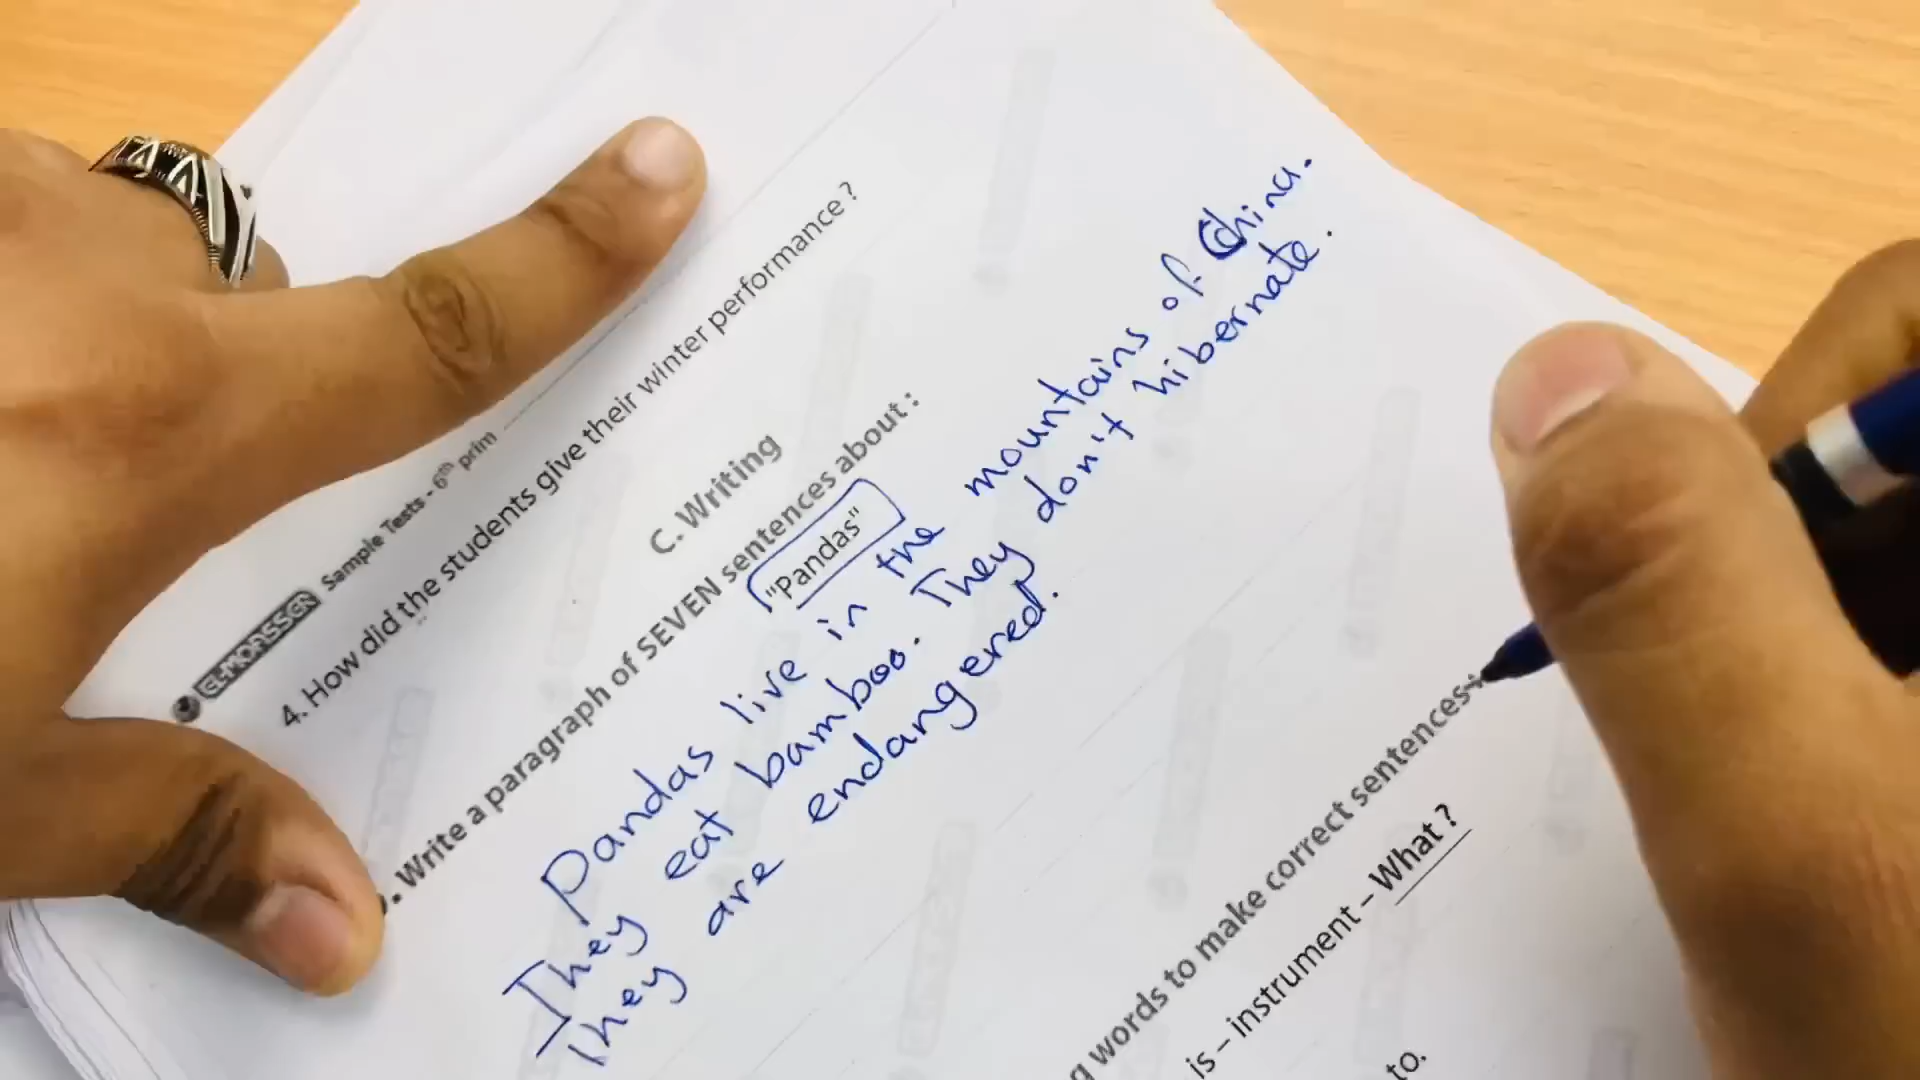 EL-MOASSER Sample Tests - 6th prim
4. How did the students give their winter performance ?
C. Writing
. Write a paragraph of SEVEN sentences about :
"Pandas"
Pandas live in the mountains of China.
They eat bamboo. They don't hibernate.
They are endangered.
words to make correct sentences
is – instrument – What ?
to.